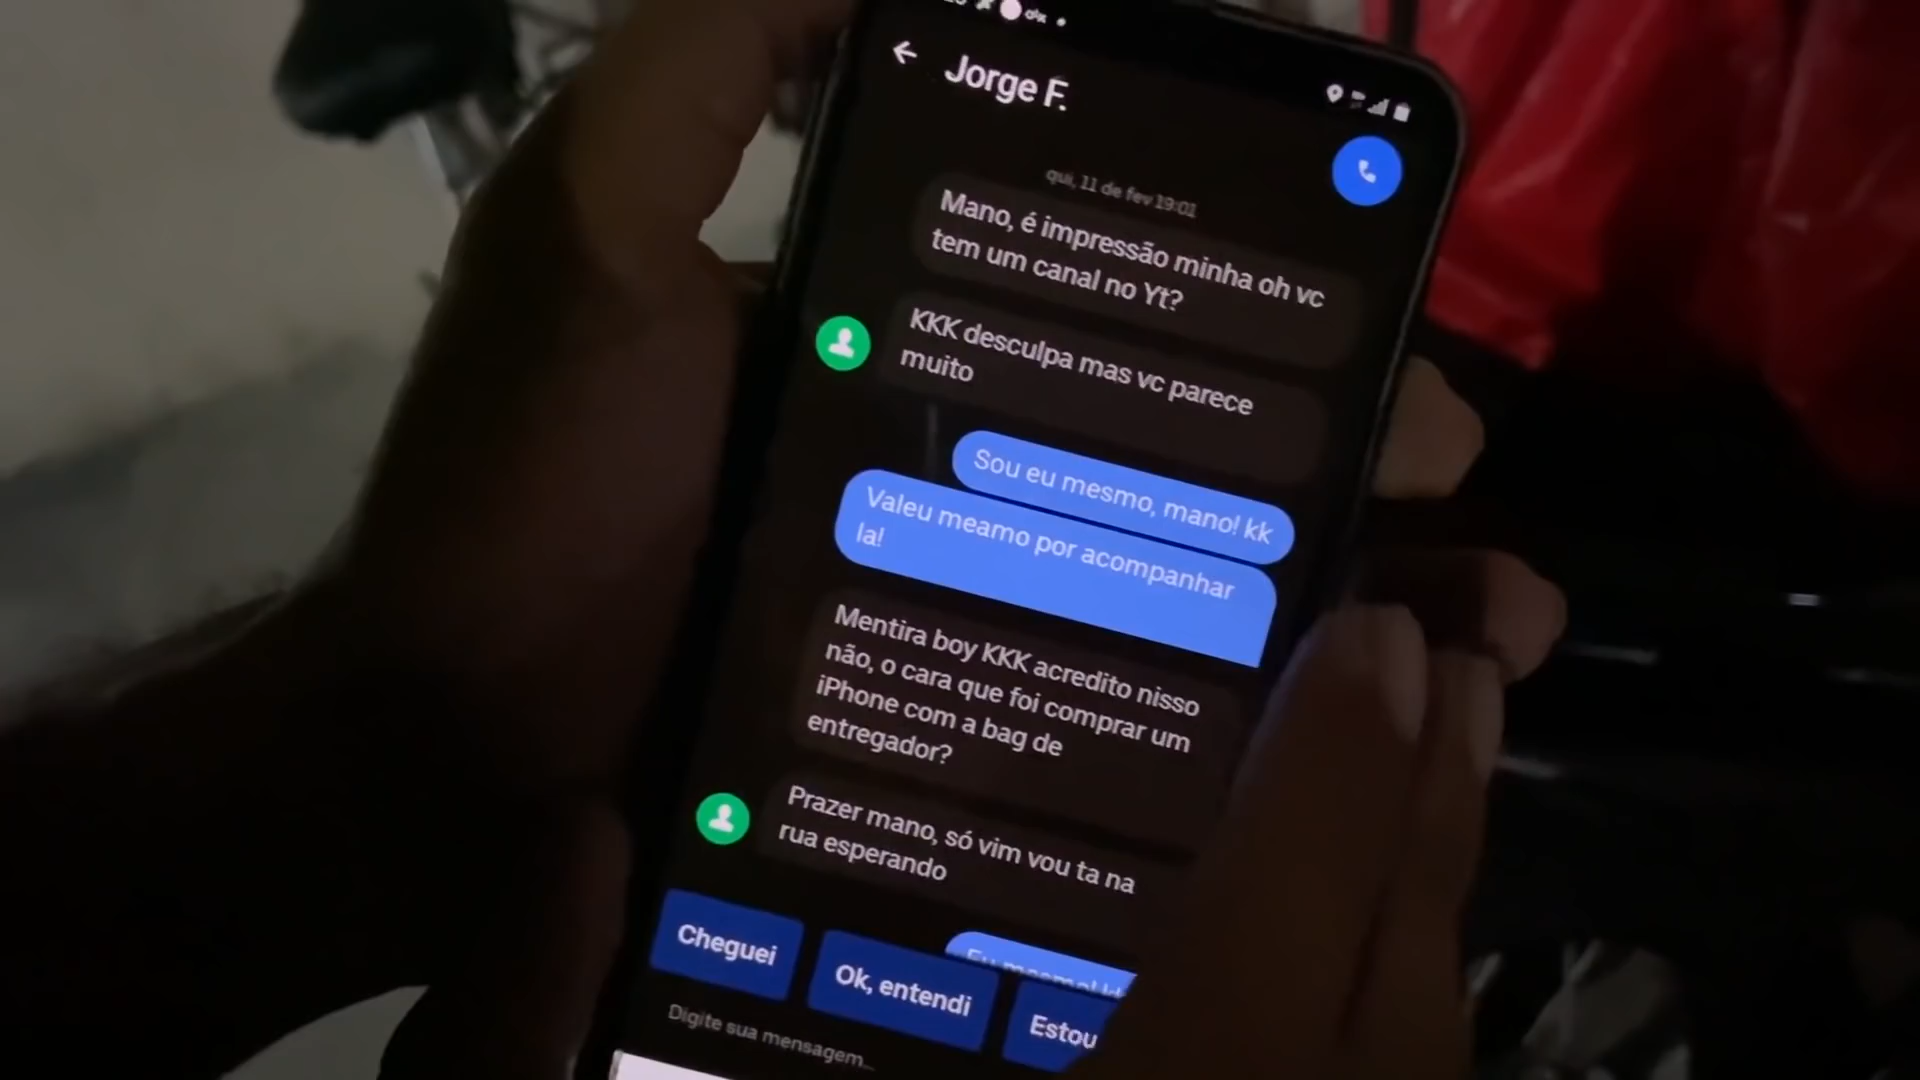 Jorge F.
qui, 11 de fev 19:01
Mano, é impressão minha oh vc
tem um canal no Yt?
KKK desculpa mas vc parece
muito
Sou eu mesmo, mano! kk
Valeu meamo por acompanhar
la!
Mentira boy KKK acredito nisso
não, o cara que foi comprar um
iPhone com a bag de
entregador?
Prazer mano, só vim vou ta na
rua esperando
Cheguei
Ok, entendi
Estou
Digite sua mensagem...